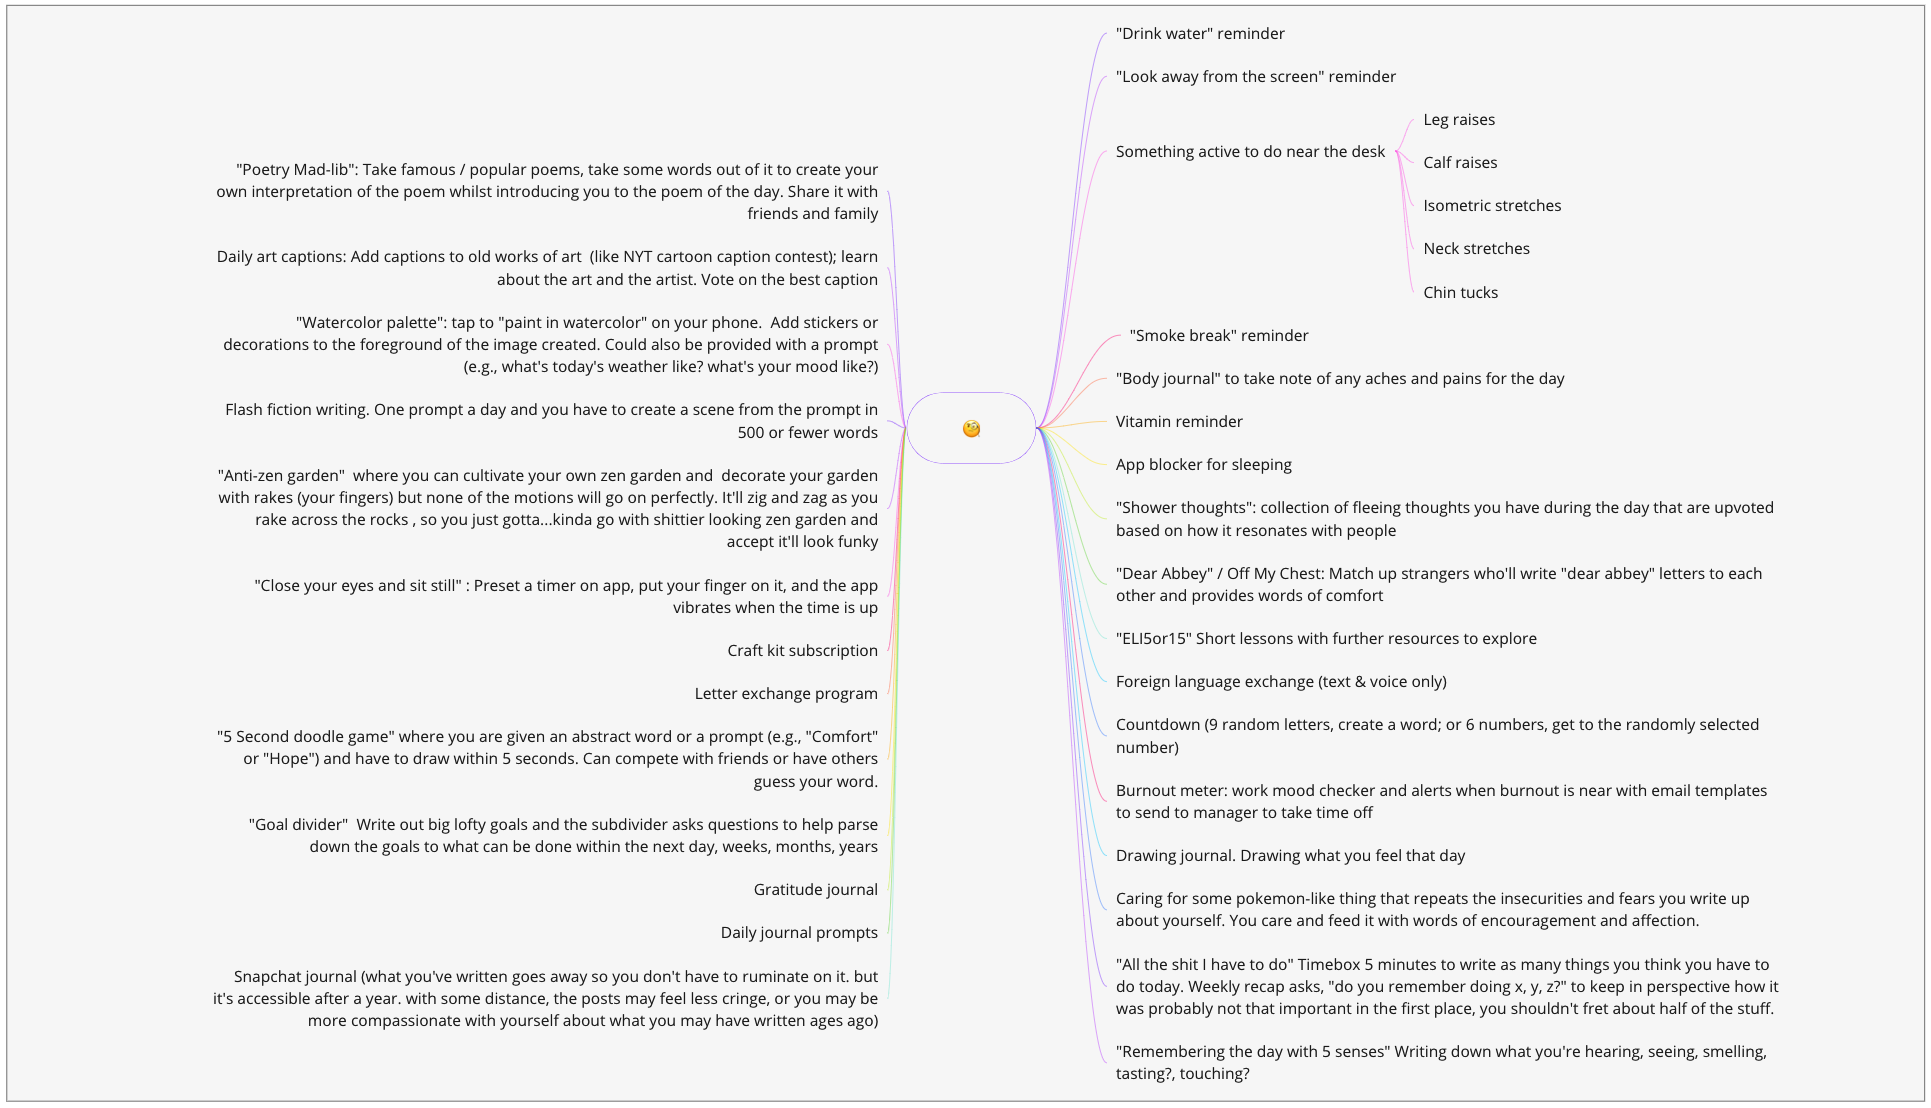 "Poetry Mad-lib": Take famous / popular poems, take some words out of it to create your
own interpretation of the poem whilst introducing you to the poem of the day. Share it with
friends and family
Daily art captions: Add captions to old works of art  (like NYT cartoon caption contest); learn
about the art and the artist. Vote on the best caption
"Watercolor palette": tap to "paint in watercolor" on your phone.  Add stickers or
decorations to the foreground of the image created. Could also be provided with a prompt
(e.g., what's today's weather like? what's your mood like?)
Flash fiction writing. One prompt a day and you have to create a scene from the prompt in
500 or fewer words
"Anti-zen garden"  where you can cultivate your own zen garden and  decorate your garden
with rakes (your fingers) but none of the motions will go on perfectly. It'll zig and zag as you
rake across the rocks , so you just gotta...kinda go with shittier looking zen garden and
accept it'll look funky
"Close your eyes and sit still" : Preset a timer on app, put your finger on it, and the app
vibrates when the time is up
Craft kit subscription
Letter exchange program
"5 Second doodle game" where you are given an abstract word or a prompt (e.g., "Comfort"
or "Hope") and have to draw within 5 seconds. Can compete with friends or have others
guess your word.
"Goal divider"  Write out big lofty goals and the subdivider asks questions to help parse
down the goals to what can be done within the next day, weeks, months, years
Gratitude journal
Daily journal prompts
Snapchat journal (what you've written goes away so you don't have to ruminate on it. but
it's accessible after a year. with some distance, the posts may feel less cringe, or you may be
more compassionate with yourself about what you may have written ages ago)
"Drink water" reminder
"Look away from the screen" reminder
Something active to do near the desk
Leg raises
Calf raises
Isometric stretches
Neck stretches
Chin tucks
"Smoke break" reminder
"Body journal" to take note of any aches and pains for the day
Vitamin reminder
App blocker for sleeping
"Shower thoughts": collection of fleeing thoughts you have during the day that are upvoted
based on how it resonates with people
"Dear Abbey" / Off My Chest: Match up strangers who'll write "dear abbey" letters to each
other and provides words of comfort
"ELI5or15" Short lessons with further resources to explore
Foreign language exchange (text & voice only)
Countdown (9 random letters, create a word; or 6 numbers, get to the randomly selected
number)
Burnout meter: work mood checker and alerts when burnout is near with email templates
to send to manager to take time off
Drawing journal. Drawing what you feel that day
Caring for some pokemon-like thing that repeats the insecurities and fears you write up
about yourself. You care and feed it with words of encouragement and affection.
"All the shit I have to do" Timebox 5 minutes to write as many things you think you have to
do today. Weekly recap asks, "do you remember doing x, y, z?" to keep in perspective how it
was probably not that important in the first place, you shouldn't fret about half of the stuff.
"Remembering the day with 5 senses" Writing down what you're hearing, seeing, smelling,
tasting?, touching?